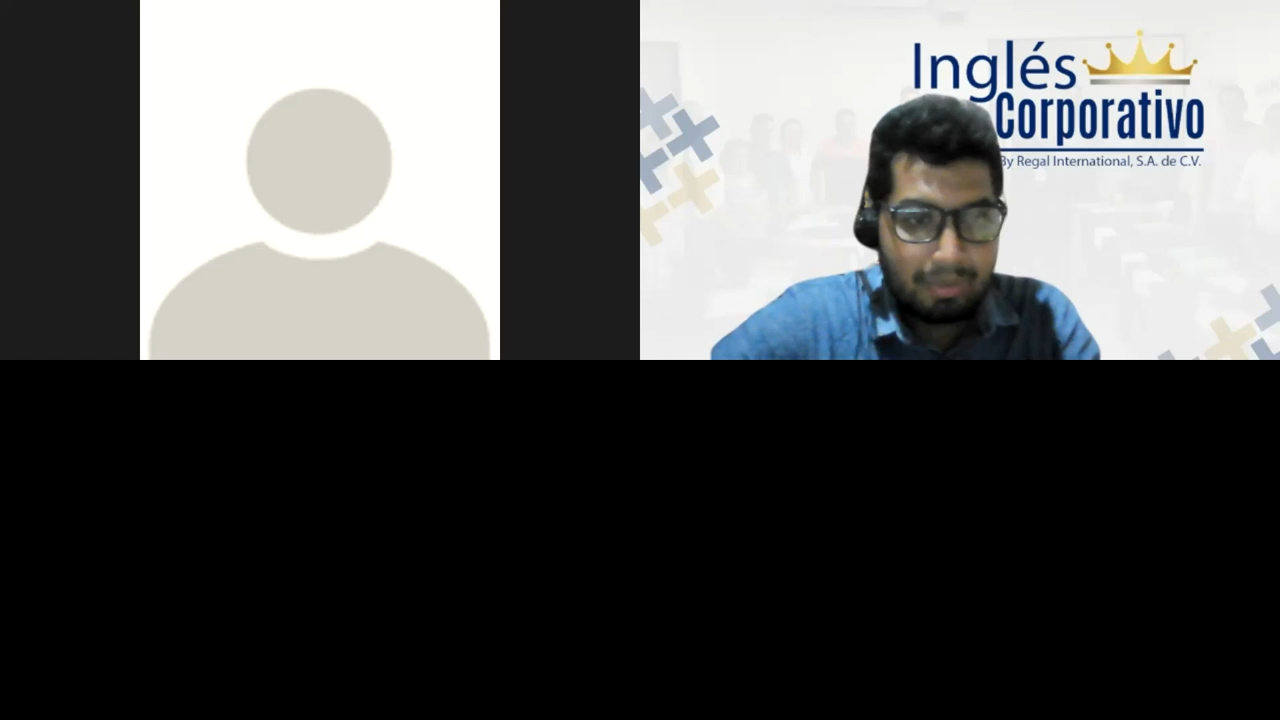 Inglés
Corporativo
By Regal International, S.A. de C.V.